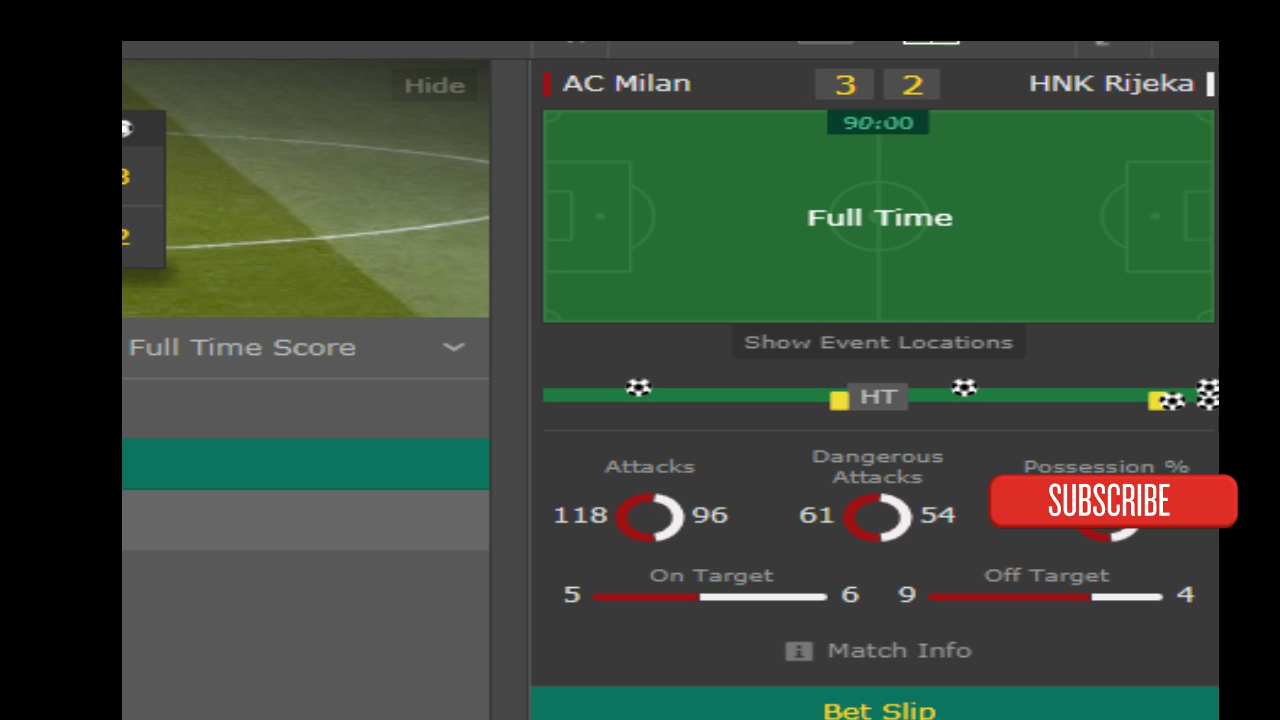 Hide
AC Milan 3 2 HNK Rijeka
90:00
3
2
Full Time
Show Event Locations
Full Time Score
HT
Attacks
Dangerous
Attacks
Possession %
118 96
61 54
SUBSCRIBE
On Target
5 6
Off Target
9 4
i Match Info
Bet Slip